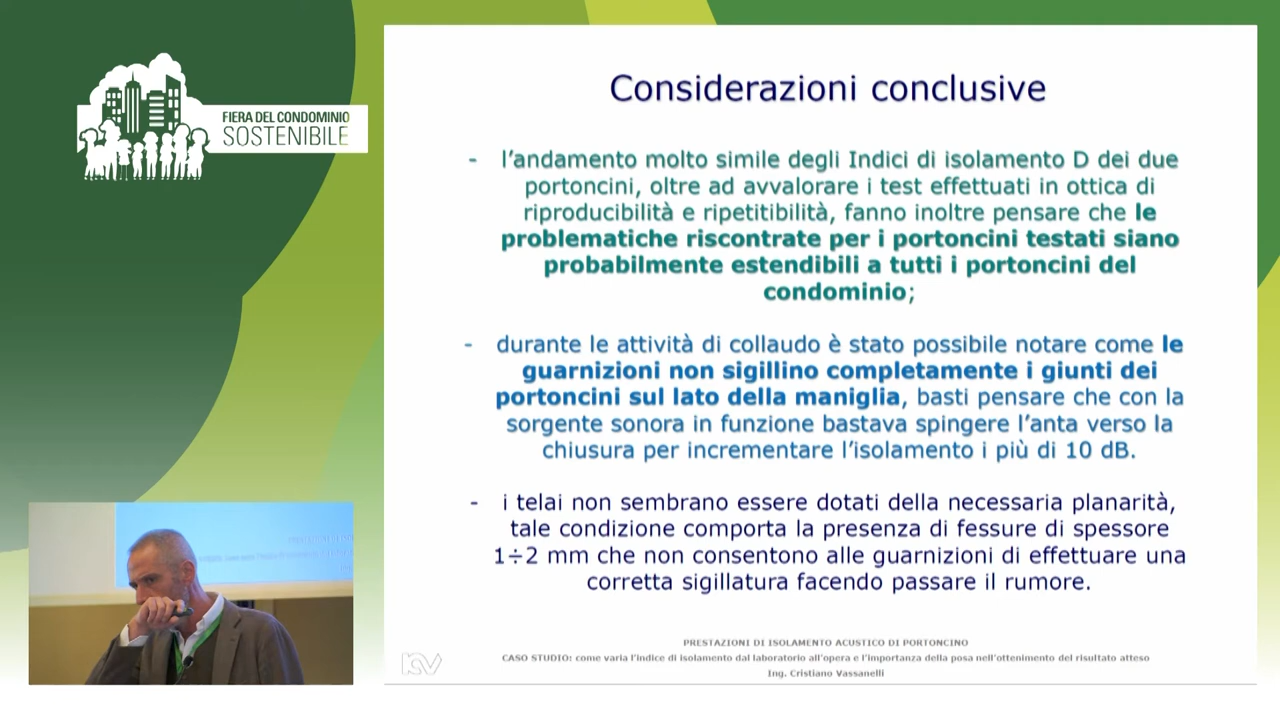 FIERA DEL CONDOMINIO
SOSTENIBILE
Considerazioni conclusive
- l'andamento molto simile degli Indici di isolamento D dei due
portoncini, oltre ad avvalorare i test effettuati in ottica di
riproducibilità e ripetitibilità, fanno inoltre pensare che le
problematiche riscontrate per i portoncini testati siano
probabilmente estendibili a tutti i portoncini del
condominio;
- durante le attività di collaudo è stato possibile notare come le
guarnizioni non sigillino completamente i giunti dei
portoncini sul lato della maniglia, basti pensare che con la
sorgente sonora in funzione bastava spingere l'anta verso la
chiusura per incrementare l'isolamento i più di 10 dB.
- i telai non sembrano essere dotati della necessaria planarità,
tale condizione comporta la presenza di fessure di spessore
1÷2 mm che non consentono alle guarnizioni di effettuare una
corretta sigillatura facendo passare il rumore.
PRESTAZIONI DI ISOLAMENTO ACUSTICO DI PORTONCINO
CASO STUDIO: come varia l'indice di isolamento dal laboratorio all'opera e l'importanza della posa nell'ottenimento del risultato atteso
Ing. Cristiano Vassanelli